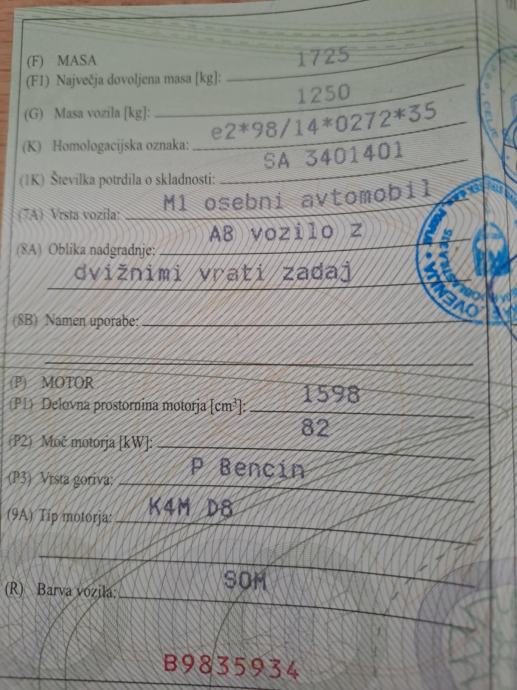 (F) MASA
1725
(F1) Največja dovoljena masa [kg]:
1250
(G) Masa vozila [kg]:
e2*98/14*0272*35
(K) Homologacijska oznaka:
SA 3401401
(1K) Številka potrdila o skladnosti:
M1 osebni avtomobil
(7A) Vrsta vozila:
AB vozilo z
(8A) Oblika nadgradnje:
dvižnimi vrati zadaj
(8B) Namen uporabe:
(P) MOTOR
1598
(P1) Delovna prostornina motorja [cm³]:
82
(P2) Moč motorja [kW]:
P Bencin
(P3) Vrsta goriva:
K4M D8
(9A) Tip motorja:
SOM
(R) Barva vozila:
B9835934